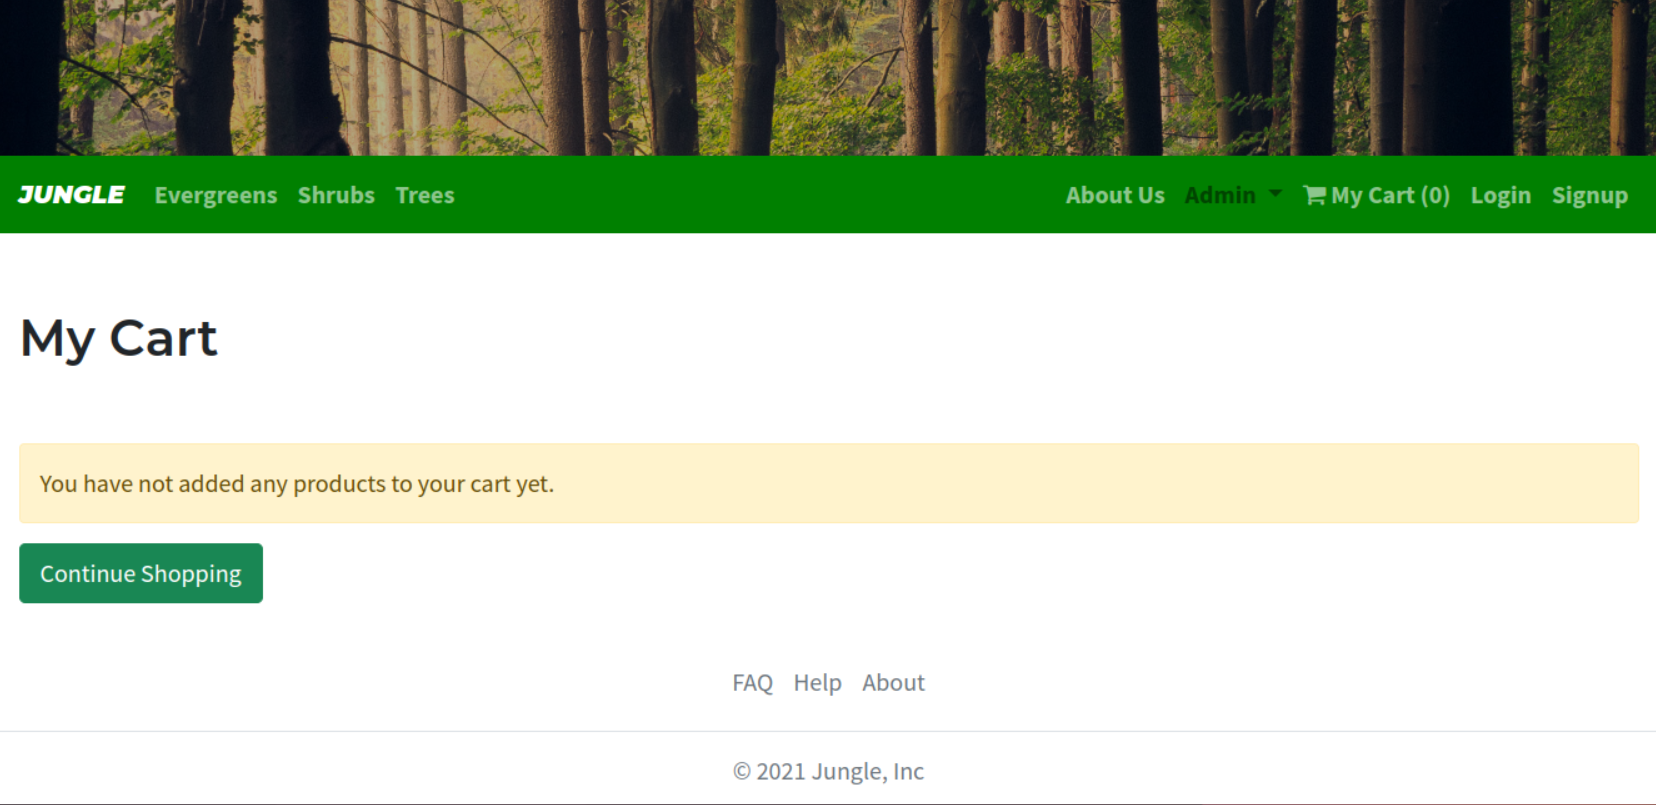 JUNGLE Evergreens Shrubs Trees About Us Admin My Cart (0) Login Signup
My Cart
You have not added any products to your cart yet.
Continue Shopping
FAQ Help About
© 2021 Jungle, Inc